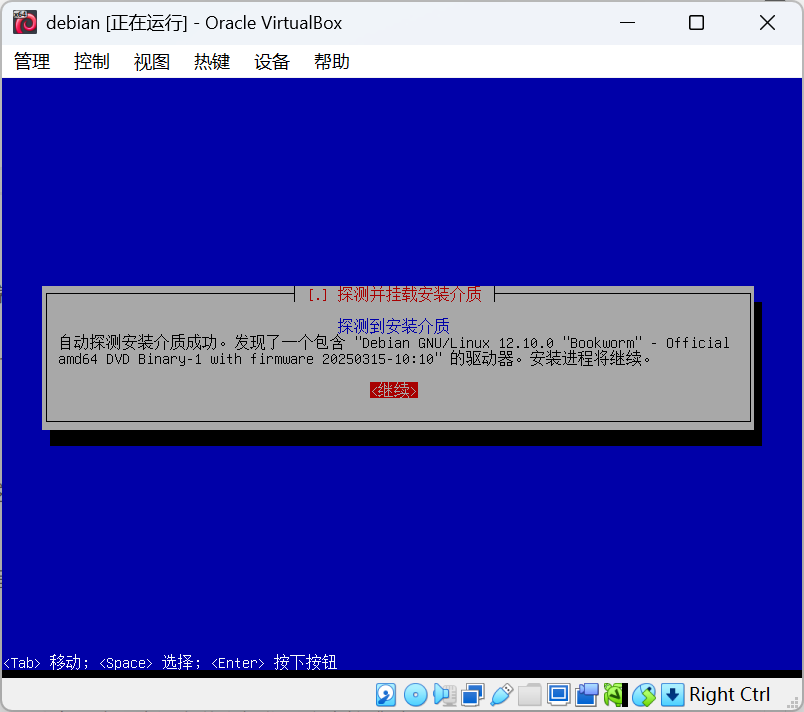 debian [正在运行] - Oracle VirtualBox
管理 控制 视图 热键 设备 帮助
[.] 探测并挂载安装介质
探测到安装介质
自动探测安装介质成功。发现了一个包含 "Debian GNU/Linux 12.10.0 "Bookworm" - Official
amd64 DVD Binary-1 with firmware 20250315-10:10" 的驱动器。安装进程将继续。
<继续>
<Tab> 移动; <Space> 选择; <Enter> 按下按钮
Right Ctrl